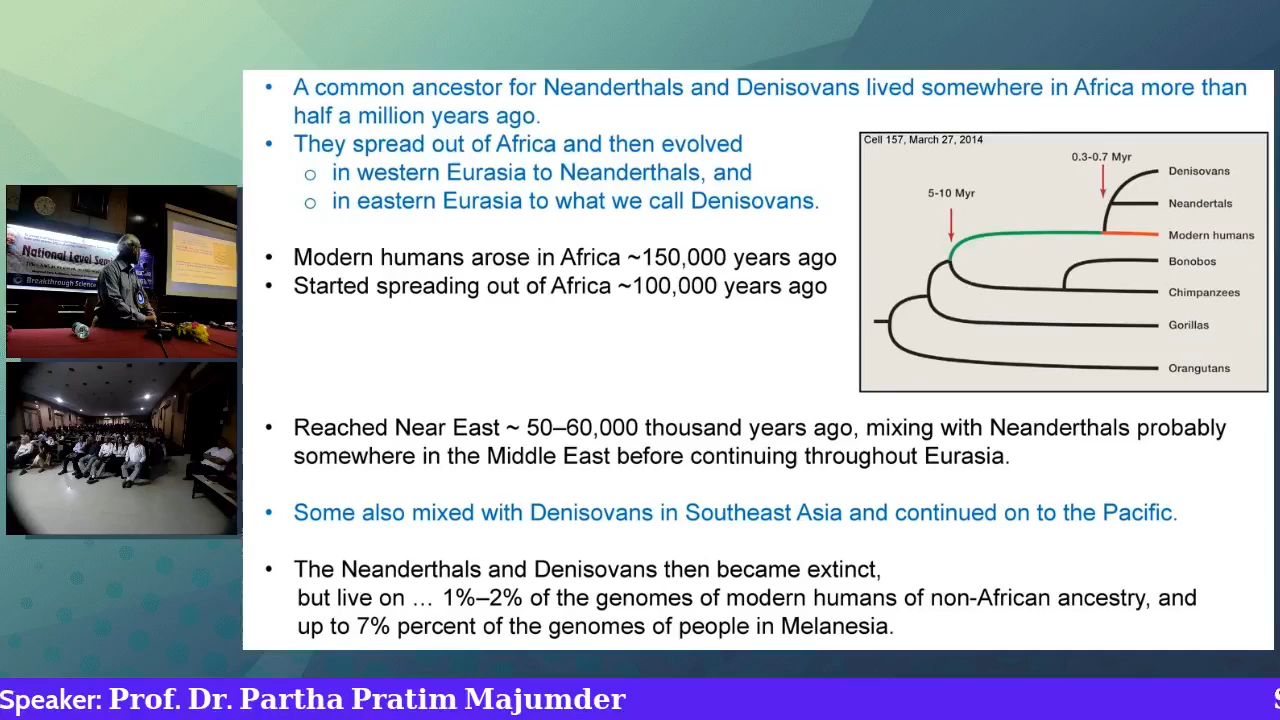 • A common ancestor for Neanderthals and Denisovans lived somewhere in Africa more than
half a million years ago.
• They spread out of Africa and then evolved
o in western Eurasia to Neanderthals, and
o in eastern Eurasia to what we call Denisovans.
Cell 157, March 27, 2014
0.3-0.7 Myr
5-10 Myr
Denisovans
Neandertals
Modern humans
Bonobos
Chimpanzees
Gorillas
Orangutans
• Modern humans arose in Africa ~150,000 years ago
• Started spreading out of Africa ~100,000 years ago
National Level Semi
Breakthrough Science
• Reached Near East ~ 50–60,000 thousand years ago, mixing with Neanderthals probably
somewhere in the Middle East before continuing throughout Eurasia.
• Some also mixed with Denisovans in Southeast Asia and continued on to the Pacific.
• The Neanderthals and Denisovans then became extinct,
but live on … 1%–2% of the genomes of modern humans of non-African ancestry, and
up to 7% percent of the genomes of people in Melanesia.
Speaker: Prof. Dr. Partha Pratim Majumder